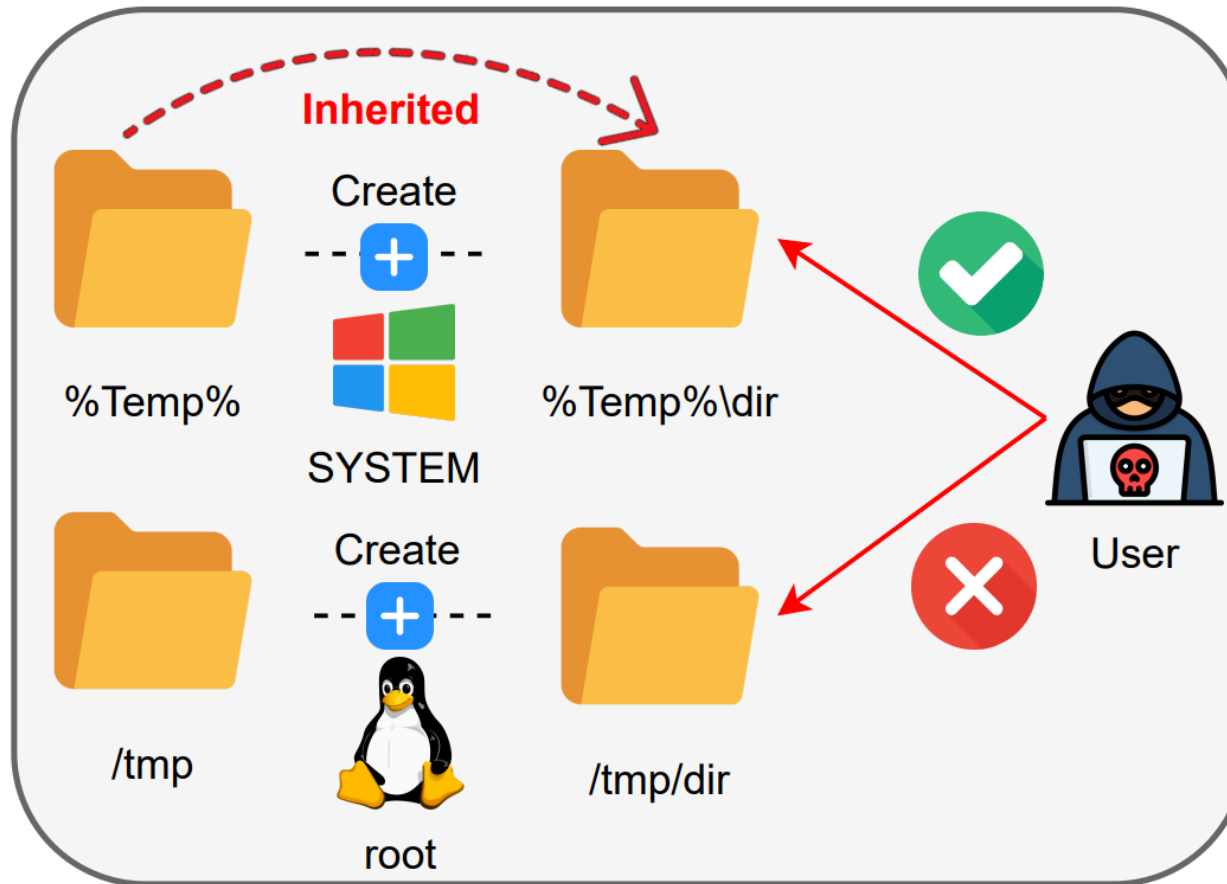 Inherited
Create
%Temp%
SYSTEM
%Temp%\dir
Create
User
/tmp
root
/tmp/dir